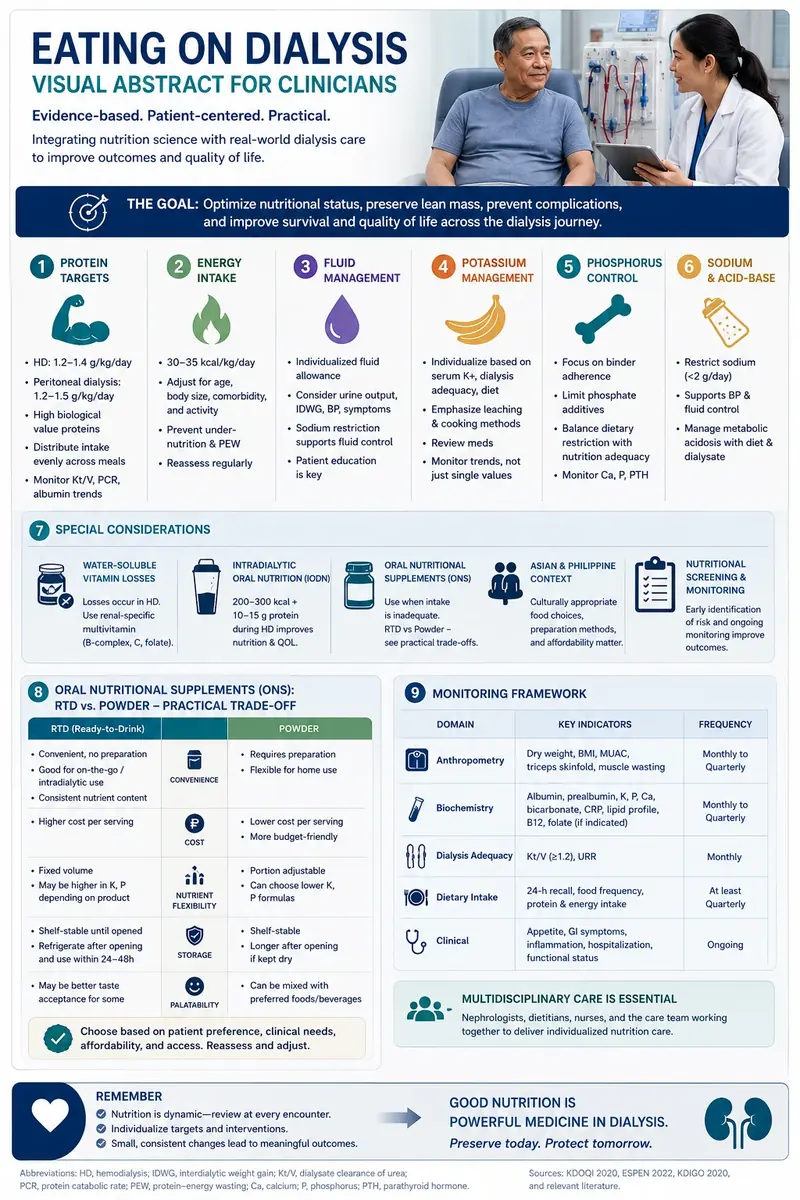 EATING ON DIALYSIS
VISUAL ABSTRACT FOR CLINICIANS
Evidence-based. Patient-centered. Practical.
Integrating nutrition science with real-world dialysis care
to improve outcomes and quality of life.
THE GOAL: Optimize nutritional status, preserve lean mass, prevent complications,
and improve survival and quality of life across the dialysis journey.
1 PROTEIN
TARGETS
• HD: 1.2–1.4 g/kg/day
• Peritoneal dialysis:
1.2–1.5 g/kg/day
• High biological
value proteins
• Distribute intake
evenly across meals
• Monitor Kt/V, PCR,
albumin trends
2 ENERGY
INTAKE
• 30–35 kcal/kg/day
• Adjust for age,
body size, comorbidity,
and activity
• Prevent under-
nutrition & PEW
• Reassess regularly
3 FLUID
MANAGEMENT
• Individualized fluid
allowance
• Consider urine output,
IDWG, BP, symptoms
• Sodium restriction
supports fluid control
• Patient education
is key
4 POTASSIUM
MANAGEMENT
• Individualize based on
serum K+, dialysis
adequacy, diet
• Emphasize leaching
& cooking methods
• Review meds
• Monitor trends, not
just single values
5 PHOSPHORUS
CONTROL
• Focus on binder
adherence
• Limit phosphate
additives
• Balance dietary
restriction with
nutrition adequacy
• Monitor Ca, P, PTH
6 SODIUM
& ACID-BASE
• Restrict sodium
(<2 g/day)
• Supports BP &
fluid control
• Manage metabolic
acidosis with diet &
dialysate
7 SPECIAL CONSIDERATIONS
WATER-SOLUBLE
VITAMIN LOSSES
Losses occur in HD.
Use renal-specific
multivitamin
(B-complex, C, folate).
INTRADIALYTIC
ORAL NUTRITION (IODN)
200–300 kcal +
10–15 g protein
during HD improves
nutrition & QOL.
ORAL NUTRITIONAL
SUPPLEMENTS (ONS)
Use when intake
is inadequate.
RTD vs Powder –
see practical trade-offs.
ASIAN & PHILIPPINE
CONTEXT
Culturally appropriate
food choices,
preparation methods,
and affordability matter.
NUTRITIONAL
SCREENING &
MONITORING
Early identification
of risk and ongoing
monitoring improve
outcomes.
8 ORAL NUTRITIONAL SUPPLEMENTS (ONS):
RTD vs. POWDER – PRACTICAL TRADE-OFF
RTD (Ready-to-Drink)
POWDER
• Convenient, no preparation
• Good for on-the-go /
intradialytic use
• Consistent nutrient content
CONVENIENCE
• Requires preparation
• Flexible for home use
• Higher cost per serving
₽
COST
• Lower cost per serving
• More budget-friendly
• Fixed volume
• May be higher in K, P
depending on product
NUTRIENT
FLEXIBILITY
• Portion adjustable
• Can choose lower K,
P formulas
• Shelf-stable until opened
• Refrigerate after opening
and use within 24–48h
STORAGE
• Shelf-stable
• Longer after opening
if kept dry
• May be better taste
acceptance for some
PALATABILITY
• Can be mixed with
preferred foods/beverages
Choose based on patient preference, clinical needs,
affordability, and access. Reassess and adjust.
9 MONITORING FRAMEWORK
DOMAIN KEY INDICATORS FREQUENCY
Anthropometry
Dry weight, BMI, MUAC,
triceps skinfold, muscle wasting
Monthly to
Quarterly
Biochemistry
Albumin, prealbumin, K, P, Ca,
bicarbonate, CRP, lipid profile,
B12, folate (if indicated)
Monthly to
Quarterly
Dialysis Adequacy
Kt/V (≥1.2), URR
Monthly
Dietary Intake
24-h recall, food frequency,
protein & energy intake
At least
Quarterly
Clinical
Appetite, GI symptoms,
inflammation, hospitalization,
functional status
Ongoing
MULTIDISCIPLINARY CARE IS ESSENTIAL
Nephrologists, dietitians, nurses, and the care team working
together to deliver individualized nutrition care.
REMEMBER
Nutrition is dynamic—review at every encounter.
Individualize targets and interventions.
Small, consistent changes lead to meaningful outcomes.
GOOD NUTRITION IS
POWERFUL MEDICINE IN DIALYSIS.
Preserve today. Protect tomorrow.
Abbreviations: HD, hemodialysis; IDWG, interdialytic weight gain; Kt/V, dialysate clearance of urea;
PCR, protein catabolic rate; PEW, protein–energy wasting; Ca, calcium; P, phosphorus; PTH, parathyroid hormone.
Sources: KDOQI 2020, ESPEN 2022, KDIGO 2020,
and relevant literature.